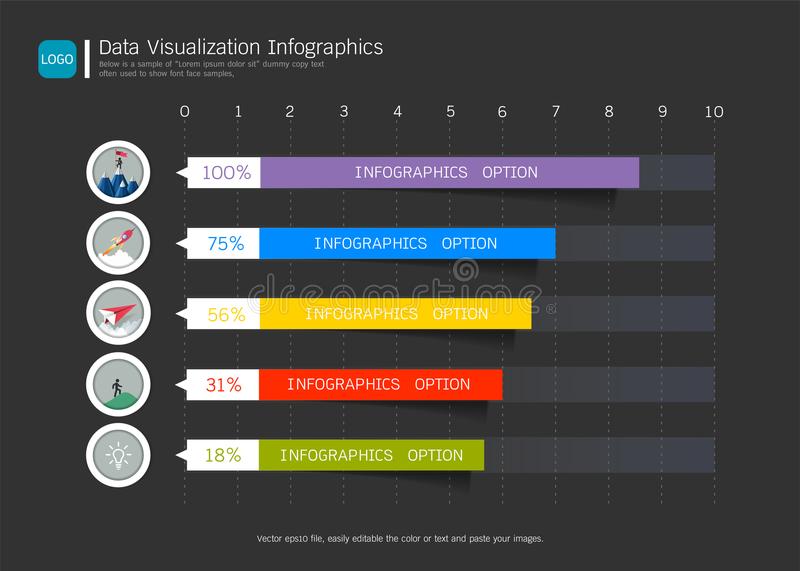 LOGO
Data Visualization Infographics
Below is a sample of "Lorem ipsum dolor sit" dummy copy text
often used to show font face samples,
0 1 2 3 4 5 6 7 8 9 10
100% INFOGRAPHICS OPTION
75% INFOGRAPHICS OPTION
dreamstime
56% INFOGRAPHICS OPTION
31% INFOGRAPHICS OPTION
18% INFOGRAPHICS OPTION
Vector eps10 file, easily editable the color or text and paste your images.